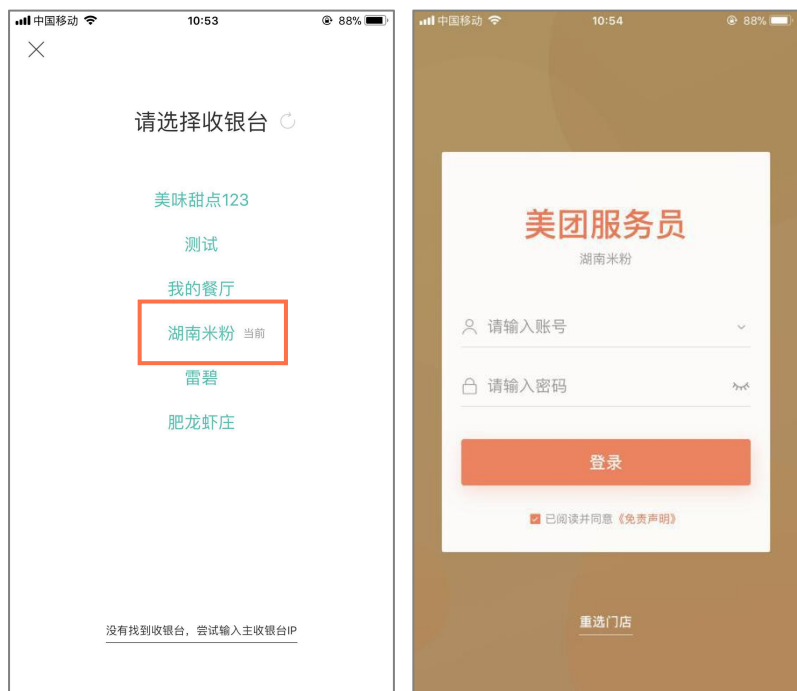 中国移动 10:53 88%
请选择收银台
美味甜点123
测试
我的餐厅
湖南米粉 当前
雷碧
肥龙虾庄
没有找到收银台，尝试输入主收银台IP
中国移动 10:54 88%
美团服务员
湖南米粉
请输入账号
请输入密码
登录
已阅读并同意《免责声明》
重选门店